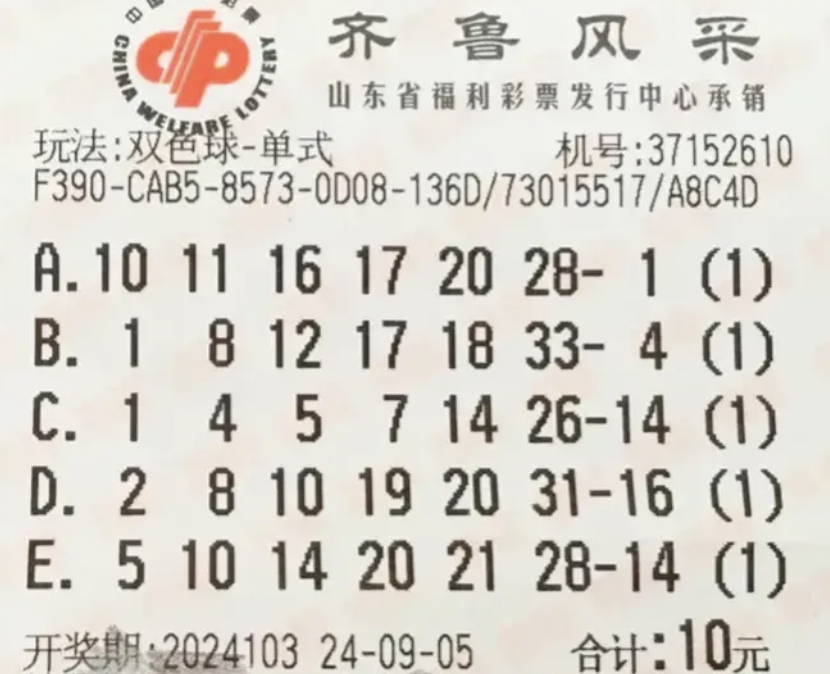 中国福利彩票
CHINA WELFARE LOTTERY
齐鲁风采
山东省福利彩票发行中心承销
玩法:双色球-单式 机号:37152610
F390-CAB5-8573-0D08-136D/73015517/A8C4D
A.10 11 16 17 20 28- 1 (1)
B. 1 8 12 17 18 33- 4 (1)
C. 1 4 5 7 14 26-14 (1)
D. 2 8 10 19 20 31-16 (1)
E. 5 10 14 20 21 28-14 (1)
开奖期:2024103 24-09-05 合计:10元